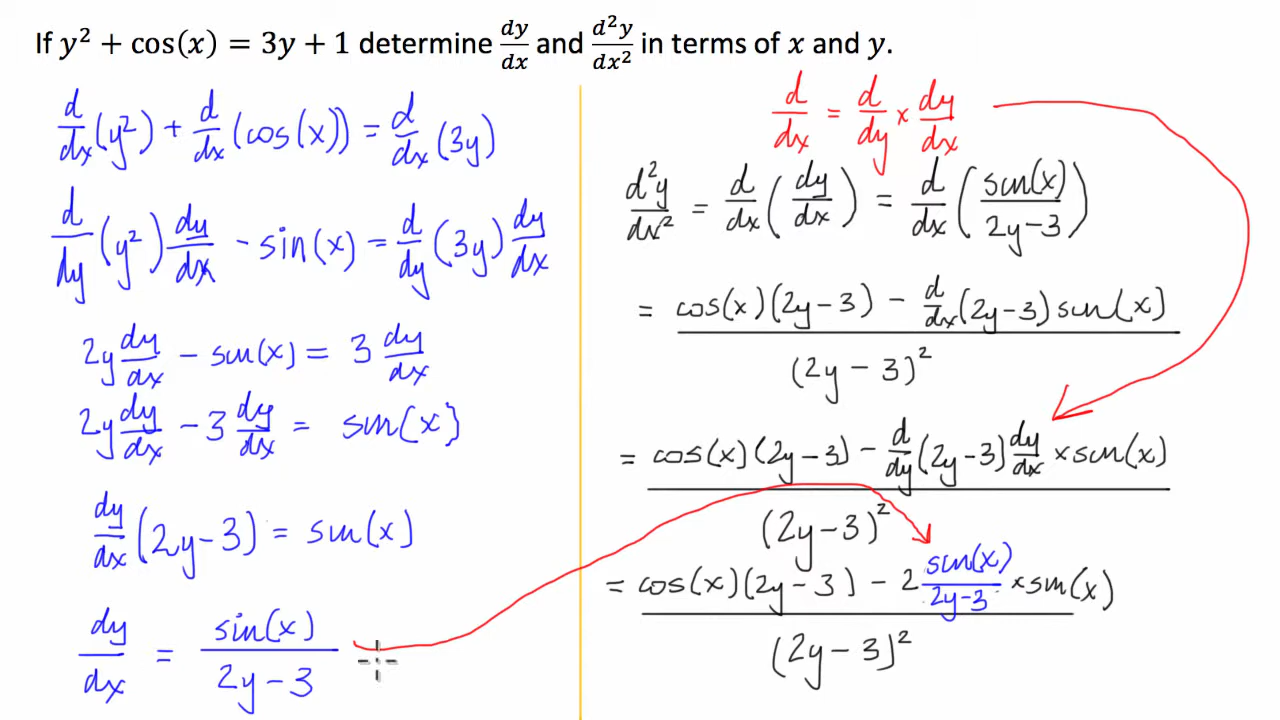 If y² + cos(x) = 3y + 1 determine dy/dx and d²y/dx² in terms of x and y.
d/dx(y²) + d/dx(cos(x)) = d/dx(3y)
d/dy(y²)dy/dx - sin(x) = d/dy(3y)dy/dx
2y dy/dx - sin(x) = 3 dy/dx
2y dy/dx - 3 dy/dx = sin(x)
dy/dx(2y-3) = sin(x)
dy/dx = sin(x)/(2y-3)
d/dx = d/dy × dy/dx
d²y/dx² = d/dx(dy/dx) = d/dx(sin(x)/(2y-3))
= (cos(x)(2y-3) - d/dx(2y-3)sin(x))/(2y-3)²
= (cos(x)(2y-3) - d/dy(2y-3)dy/dx × sin(x))/(2y-3)²
= (cos(x)(2y-3) - 2 sin(x)/(2y-3) × sin(x))/(2y-3)²